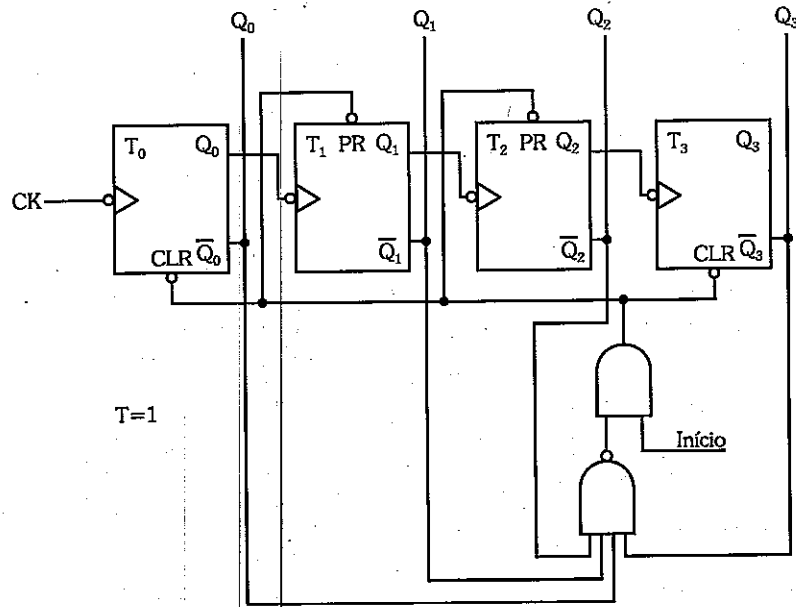 Q₀ Q₁ Q₂ Q₃
T₀ Q₀ T₁ PR Q₁ T₂ PR Q₂ T₃ Q₃
CK
CLR Q̅₀ Q̅₁ Q̅₂ CLR Q̅₃
T=1
Início